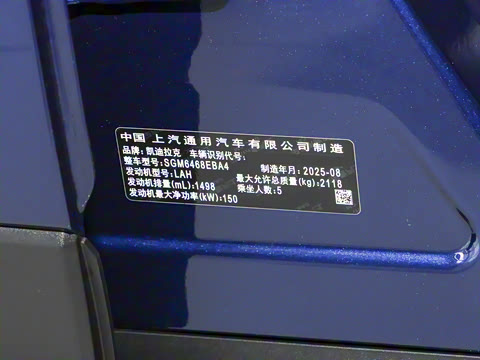 中国 上汽通用汽车有限公司制造
品牌: 凯迪拉克 车辆识别代号:
整车型号:SGM6468EBA4 制造年月: 2025-08
发动机型号: LAH 最大允许总质量(kg):2118
发动机排量(mL):1498 乘坐人数:5
发动机最大净功率(kW):150